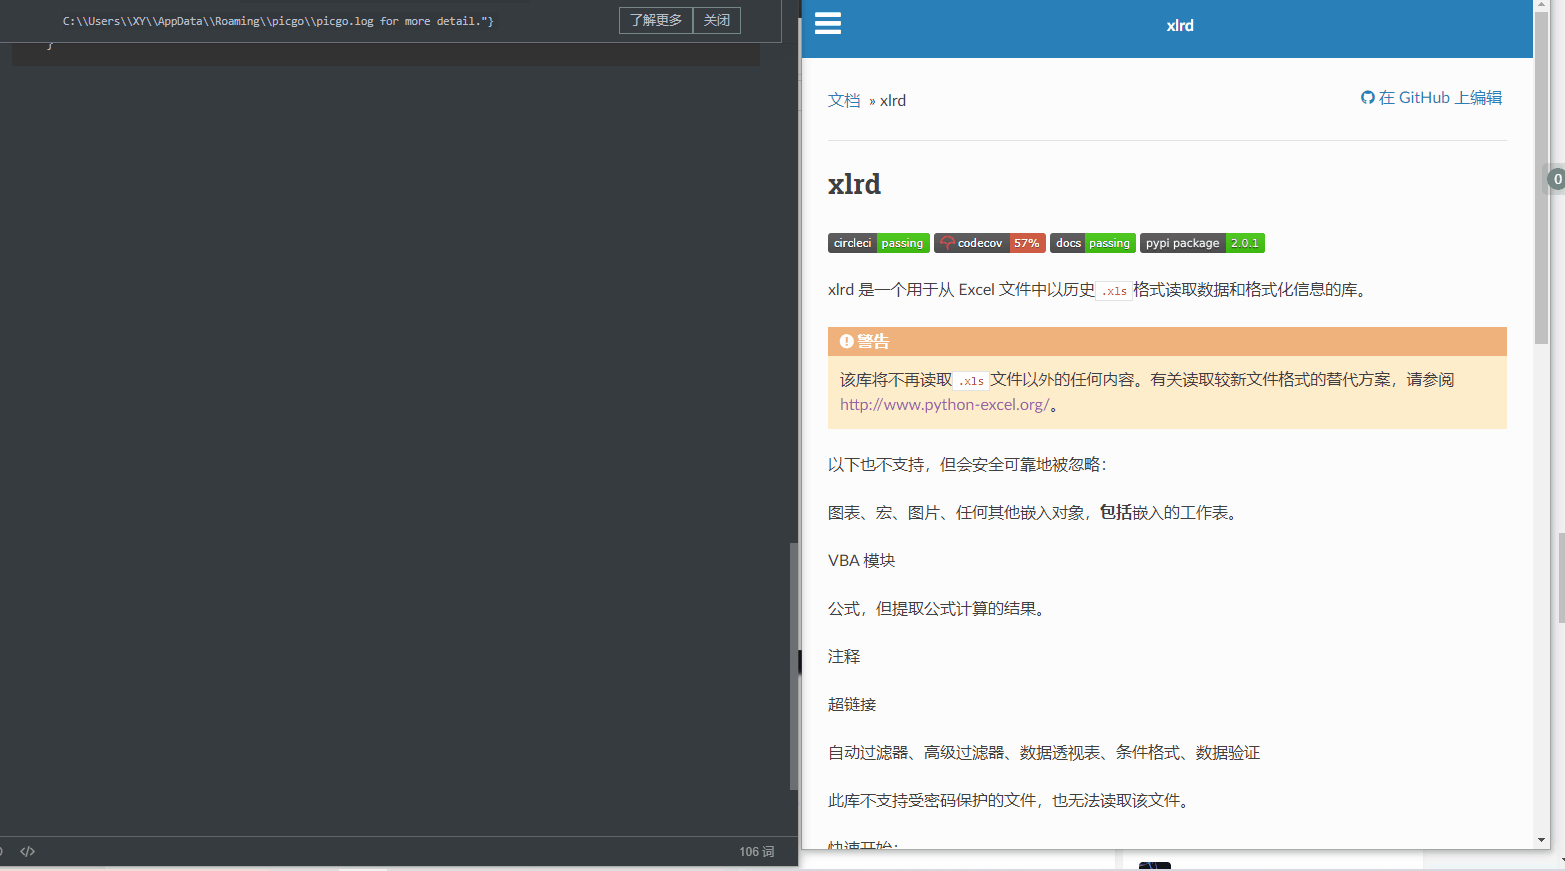 C:\\Users\\XY\\AppData\\Roaming\\picgo\\picgo.log for more detail."}
了解更多
关闭
}
106 词
xlrd
文档 » xlrd
在 GitHub 上编辑
xlrd
circleci passing codecov 57% docs passing pypi package 2.0.1
xlrd 是一个用于从 Excel 文件中以历史 .xls 格式读取数据和格式化信息的库。
警告
该库将不再读取 .xls 文件以外的任何内容。有关读取较新文件格式的替代方案，请参阅
http://www.python-excel.org/。
以下也不支持，但会安全可靠地被忽略：
图表、宏、图片、任何其他嵌入对象，包括嵌入的工作表。
VBA 模块
公式，但提取公式计算的结果。
注释
超链接
自动过滤器、高级过滤器、数据透视表、条件格式、数据验证
此库不支持受密码保护的文件，也无法读取该文件。
快速开始：
0